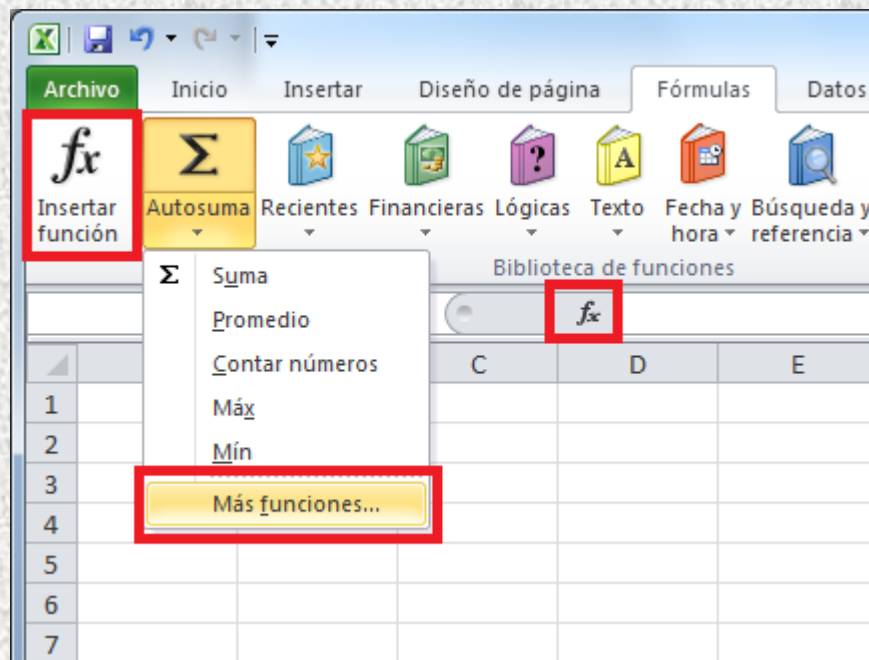 Archivo Inicio Insertar Diseño de página Fórmulas Datos
fx Σ ? A
Insertar función Autosuma Recientes Financieras Lógicas Texto Fecha y hora Búsqueda y referencia
Biblioteca de funciones
fx
Σ Suma
Promedio
Contar números
Máx
Mín
Más funciones...
C D E
1
2
3
4
5
6
7